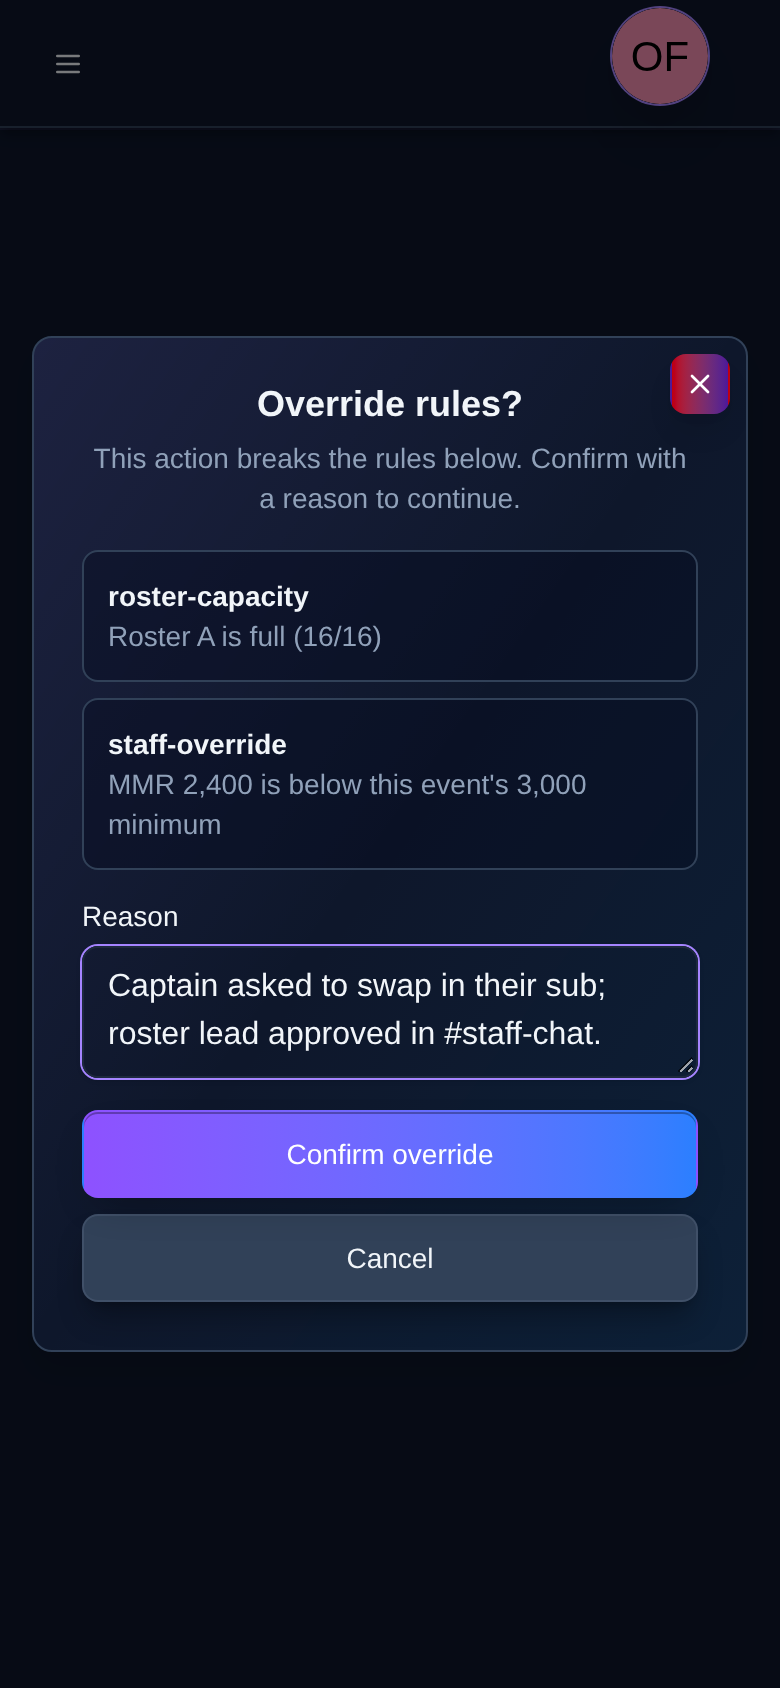 OF
Override rules?
This action breaks the rules below. Confirm with
a reason to continue.
roster-capacity
Roster A is full (16/16)
staff-override
MMR 2,400 is below this event's 3,000
minimum
Reason
Captain asked to swap in their sub;
roster lead approved in #staff-chat.
Confirm override
Cancel